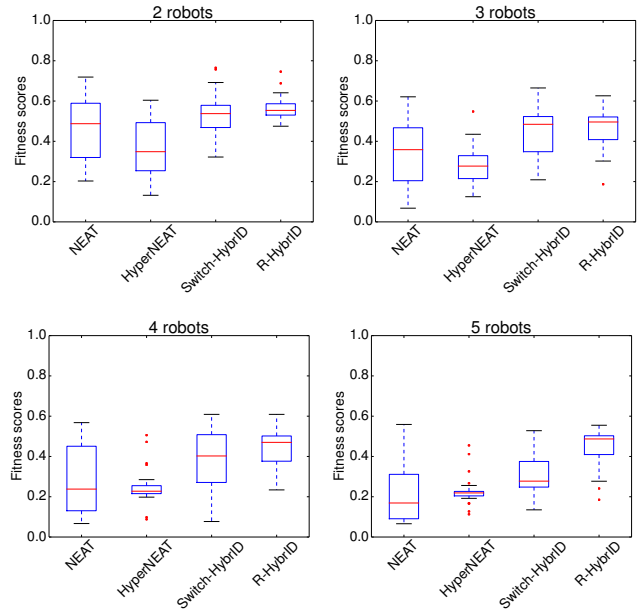 2 robots
Fitness scores
1.0
0.8
0.6
0.4
0.2
0.0
NEAT
HyperNEAT
Switch-HybrID
R-HybrID
3 robots
Fitness scores
1.0
0.8
0.6
0.4
0.2
0.0
NEAT
HyperNEAT
Switch-HybrID
R-HybrID
4 robots
Fitness scores
1.0
0.8
0.6
0.4
0.2
0.0
NEAT
HyperNEAT
Switch-HybrID
R-HybrID
5 robots
Fitness scores
1.0
0.8
0.6
0.4
0.2
0.0
NEAT
HyperNEAT
Switch-HybrID
R-HybrID